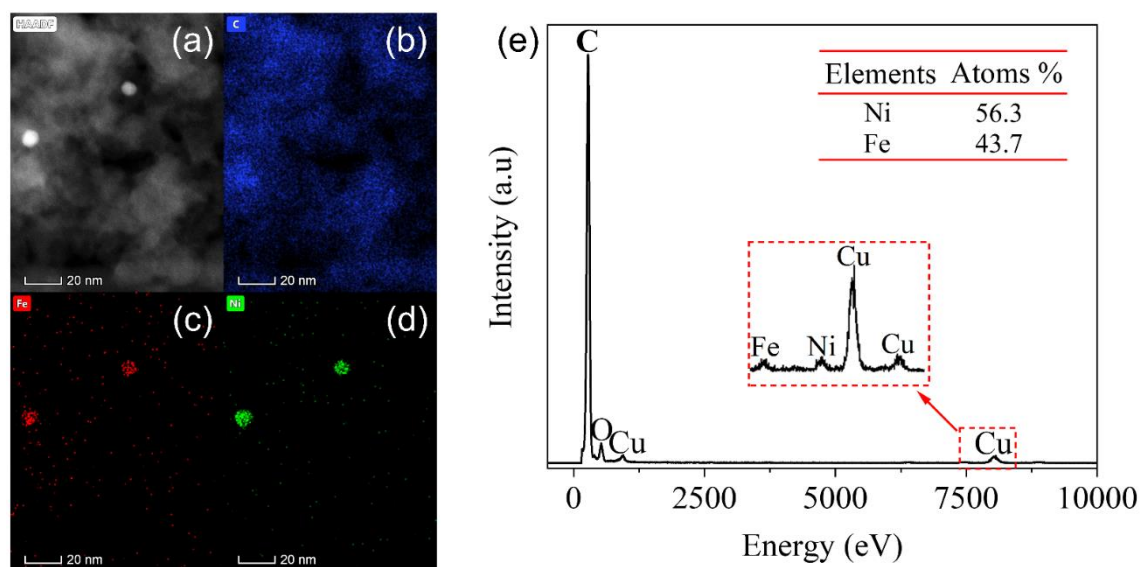 HAADF
(a)
20 nm
C
(b)
20 nm
Fe
(c)
20 nm
Ni
(d)
20 nm
(e)
C
Elements Atoms %
Ni 56.3
Fe 43.7
Cu
Fe Ni Cu
O Cu Cu
Intensity (a.u)
0 2500 5000 7500 10000
Energy (eV)